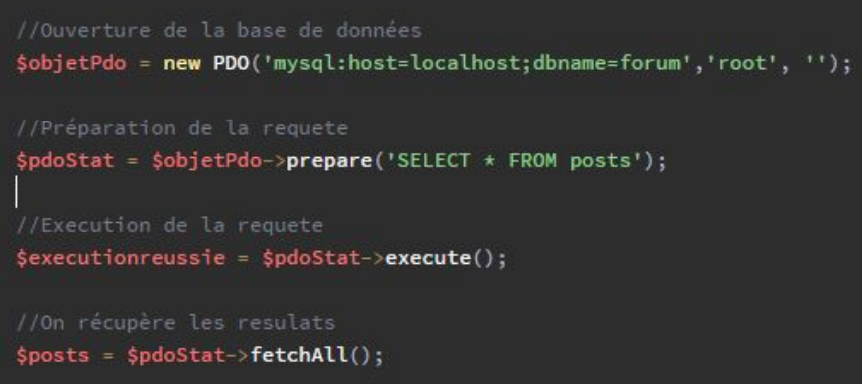 //Ouverture de la base de données
$objetPdo = new PDO('mysql:host=localhost;dbname=forum','root', '');
//Préparation de la requete
$pdoStat = $objetPdo->prepare('SELECT * FROM posts');
//Execution de la requete
$executionreussie = $pdoStat->execute();
//On récupère les resulats
$posts = $pdoStat->fetchAll();